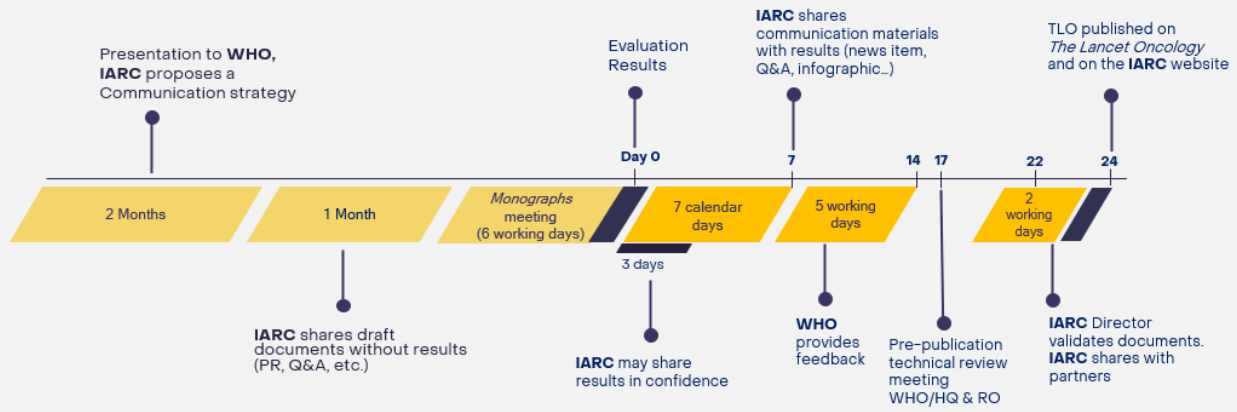 Presentation to WHO,
IARC proposes a
Communication strategy
Evaluation
Results
IARC shares
communication materials
with results (news item,
Q&A, infographic…)
TLO published on
The Lancet Oncology
and on the IARC website
Day 0
7
14
17
22
24
2 Months
1 Month
Monographs
meeting
(6 working days)
7 calendar
days
5 working
days
2
working
days
3 days
IARC shares draft
documents without results
(PR, Q&A, etc.)
IARC may share
results in confidence
WHO
provides
feedback
Pre-publication
technical review
meeting
WHO/HQ & RO
IARC Director
validates documents.
IARC shares with
partners